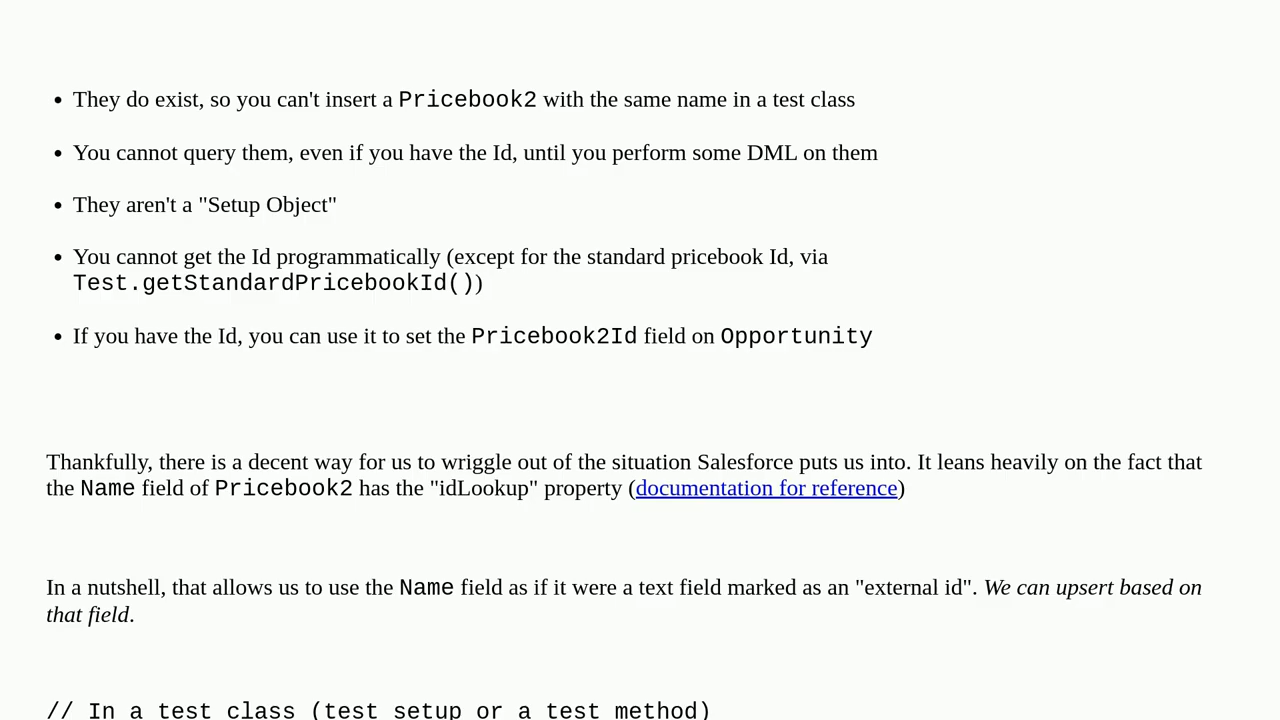 • They do exist, so you can't insert a Pricebook2 with the same name in a test class
• You cannot query them, even if you have the Id, until you perform some DML on them
• They aren't a "Setup Object"
• You cannot get the Id programmatically (except for the standard pricebook Id, via
Test.getStandardPricebookId())
• If you have the Id, you can use it to set the Pricebook2Id field on Opportunity
Thankfully, there is a decent way for us to wriggle out of the situation Salesforce puts us into. It leans heavily on the fact that
the Name field of Pricebook2 has the "idLookup" property (documentation for reference)
In a nutshell, that allows us to use the Name field as if it were a text field marked as an "external id". We can upsert based on
that field.
// In a test class (test setup or a test method)